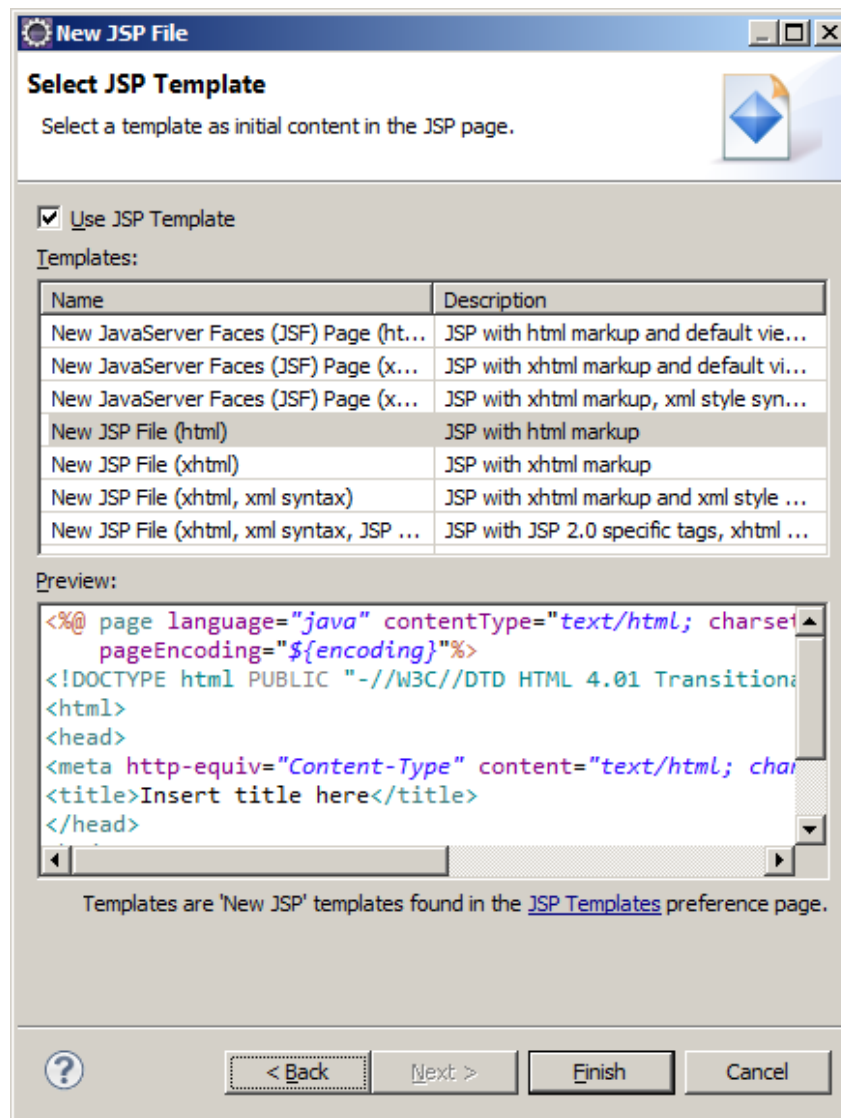 New JSP File
Select JSP Template
Select a template as initial content in the JSP page.
Use JSP Template
Templates:
Name Description
New JavaServer Faces (JSF) Page (ht... JSP with html markup and default vie...
New JavaServer Faces (JSF) Page (x... JSP with xhtml markup and default vi...
New JavaServer Faces (JSF) Page (x... JSP with xhtml markup, xml style syn...
New JSP File (html) JSP with html markup
New JSP File (xhtml) JSP with xhtml markup
New JSP File (xhtml, xml syntax) JSP with xhtml markup and xml style ...
New JSP File (xhtml, xml syntax, JSP ... JSP with JSP 2.0 specific tags, xhtml ...
Preview:
<%@ page language="java" contentType="text/html; charset
pageEncoding="${encoding}"%>
<!DOCTYPE html PUBLIC "-//W3C//DTD HTML 4.01 Transitiona
<html>
<head>
<meta http-equiv="Content-Type" content="text/html; char
<title>Insert title here</title>
</head>
Templates are 'New JSP' templates found in the JSP Templates preference page.
? < Back Next > Finish Cancel